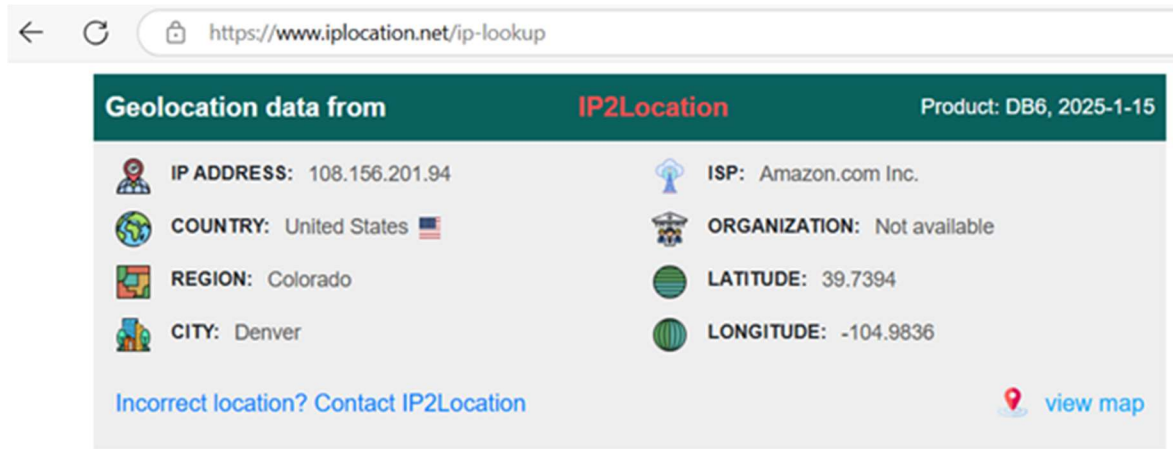 https://www.iplocation.net/ip-lookup
Geolocation data from IP2Location Product: DB6, 2025-1-15
IP ADDRESS: 108.156.201.94 ISP: Amazon.com Inc.
COUNTRY: United States ORGANIZATION: Not available
REGION: Colorado LATITUDE: 39.7394
CITY: Denver LONGITUDE: -104.9836
Incorrect location? Contact IP2Location view map